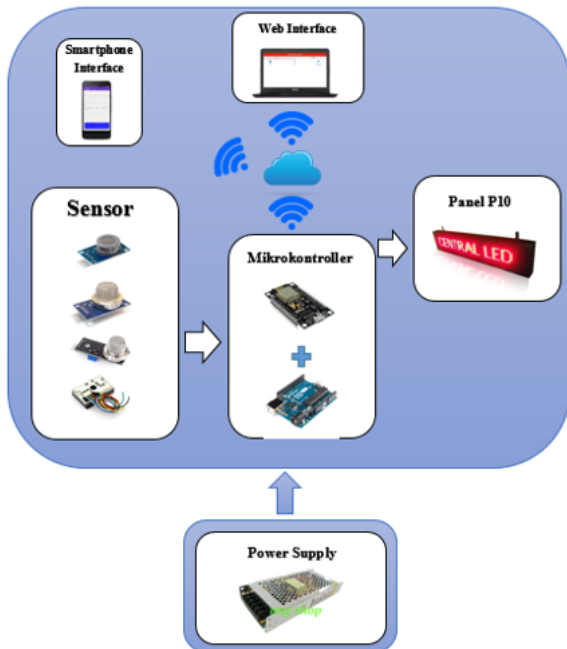 Smartphone
Interface
Web Interface
Sensor
Mikrokontroller
Panel P10
CENTRAL LED
Power Supply